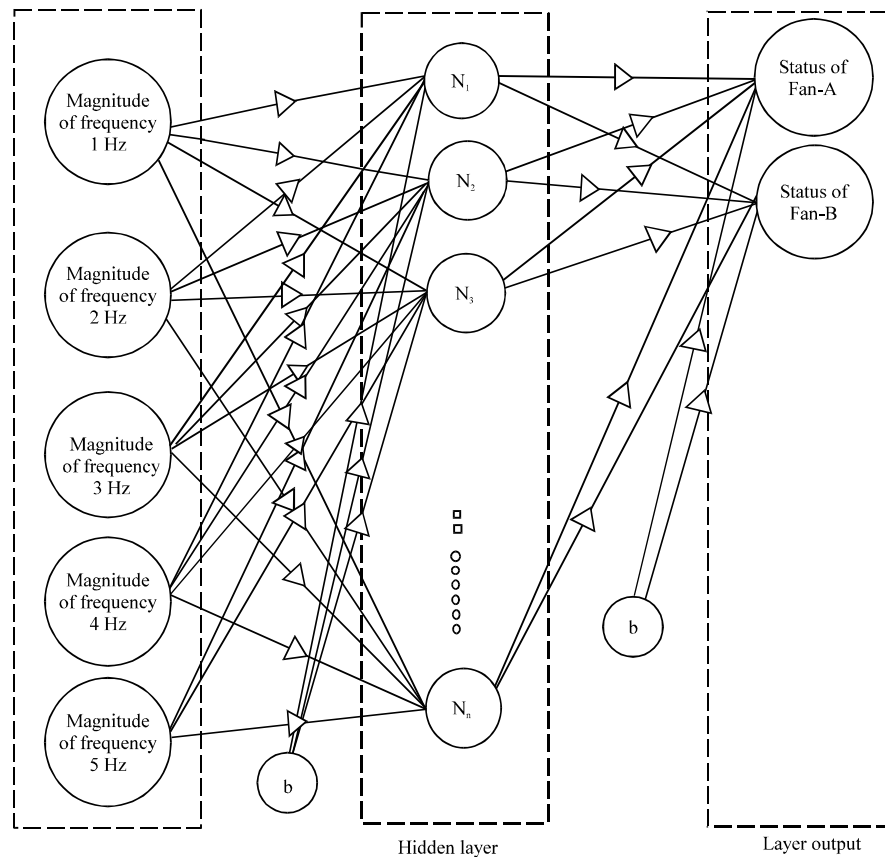 Magnitude
of frequency
1 Hz
Magnitude
of frequency
2 Hz
Magnitude
of frequency
3 Hz
Magnitude
of frequency
4 Hz
Magnitude
of frequency
5 Hz
b
N1
N2
N3
Nn
Hidden layer
b
Status of
Fan-A
Status of
Fan-B
Layer output